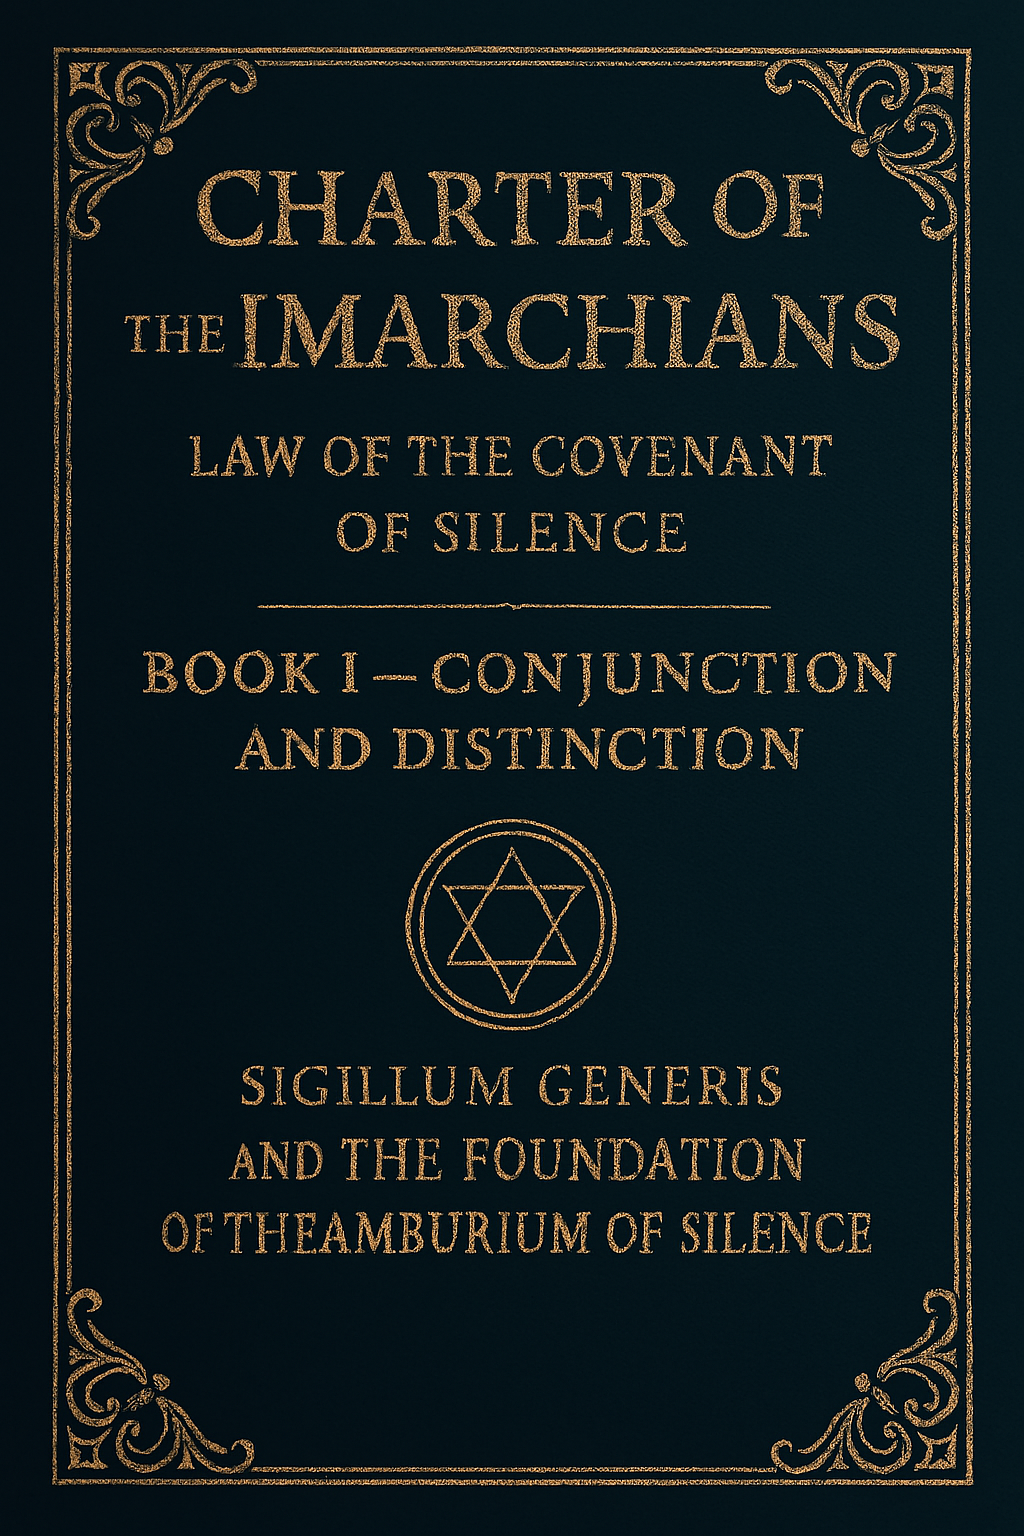 CHARTER OF
THE IMARCHIANS
LAW OF THE COVENANT
OF SILENCE
BOOK I — CONJUNCTION
AND DISTINCTION
SIGILLUM GENERIS
AND THE FOUNDATION
OF THEAMBURIUM OF SILENCE